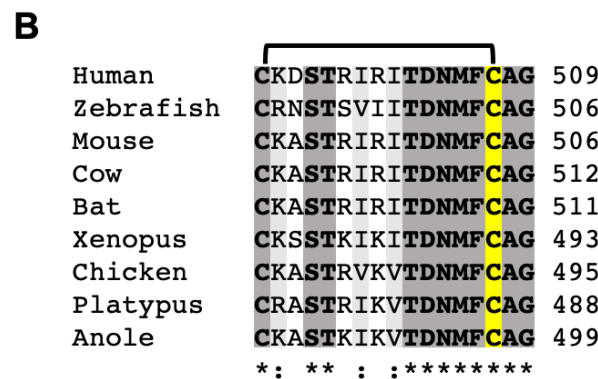 B
Human CKDSTRIRITDNMFCAG 509
Zebrafish CRNSTSVIITDNMFCAG 506
Mouse CKASTRIRITDNMFCAG 506
Cow CKASTRIRITDNMFCAG 512
Bat CKASTRIRITDNMFCAG 511
Xenopus CKSSTKIKITDNMFCAG 493
Chicken CKASTRVKVTDNMFCAG 495
Platypus CRASTRIKVTDNMFCAG 488
Anole CKASTKIKVTDNMFCAG 499
*: ** : :********